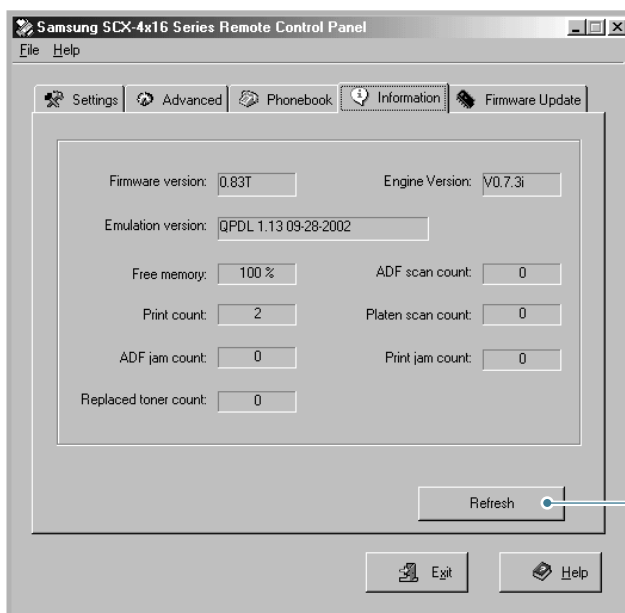 Samsung SCX-4x16 Series Remote Control Panel
File Help
Settings Advanced Phonebook Information Firmware Update
Firmware version: 0.83T Engine Version: V0.7.3i
Emulation version: QPDL 1.13 09-28-2002
Free memory: 100 % ADF scan count: 0
Print count: 2 Platen scan count: 0
ADF jam count: 0 Print jam count: 0
Replaced toner count: 0
Refresh
Exit Help